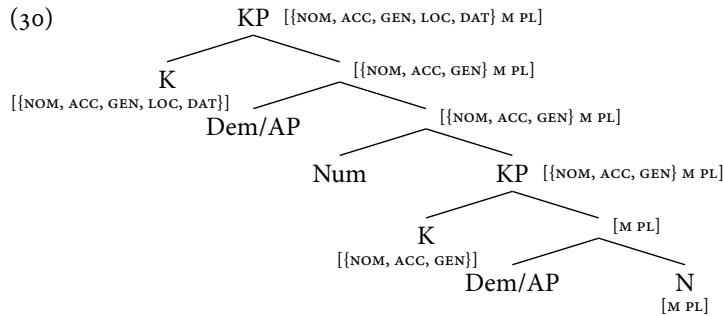 (30)
KP [{NOM, ACC, GEN, LOC, DAT} M PL]
K
[{NOM, ACC, GEN, LOC, DAT}]
[{NOM, ACC, GEN} M PL]
Dem/AP
[{NOM, ACC, GEN} M PL]
Num
KP [{NOM, ACC, GEN} M PL]
K
[{NOM, ACC, GEN}]
[M PL]
Dem/AP
N
[M PL]